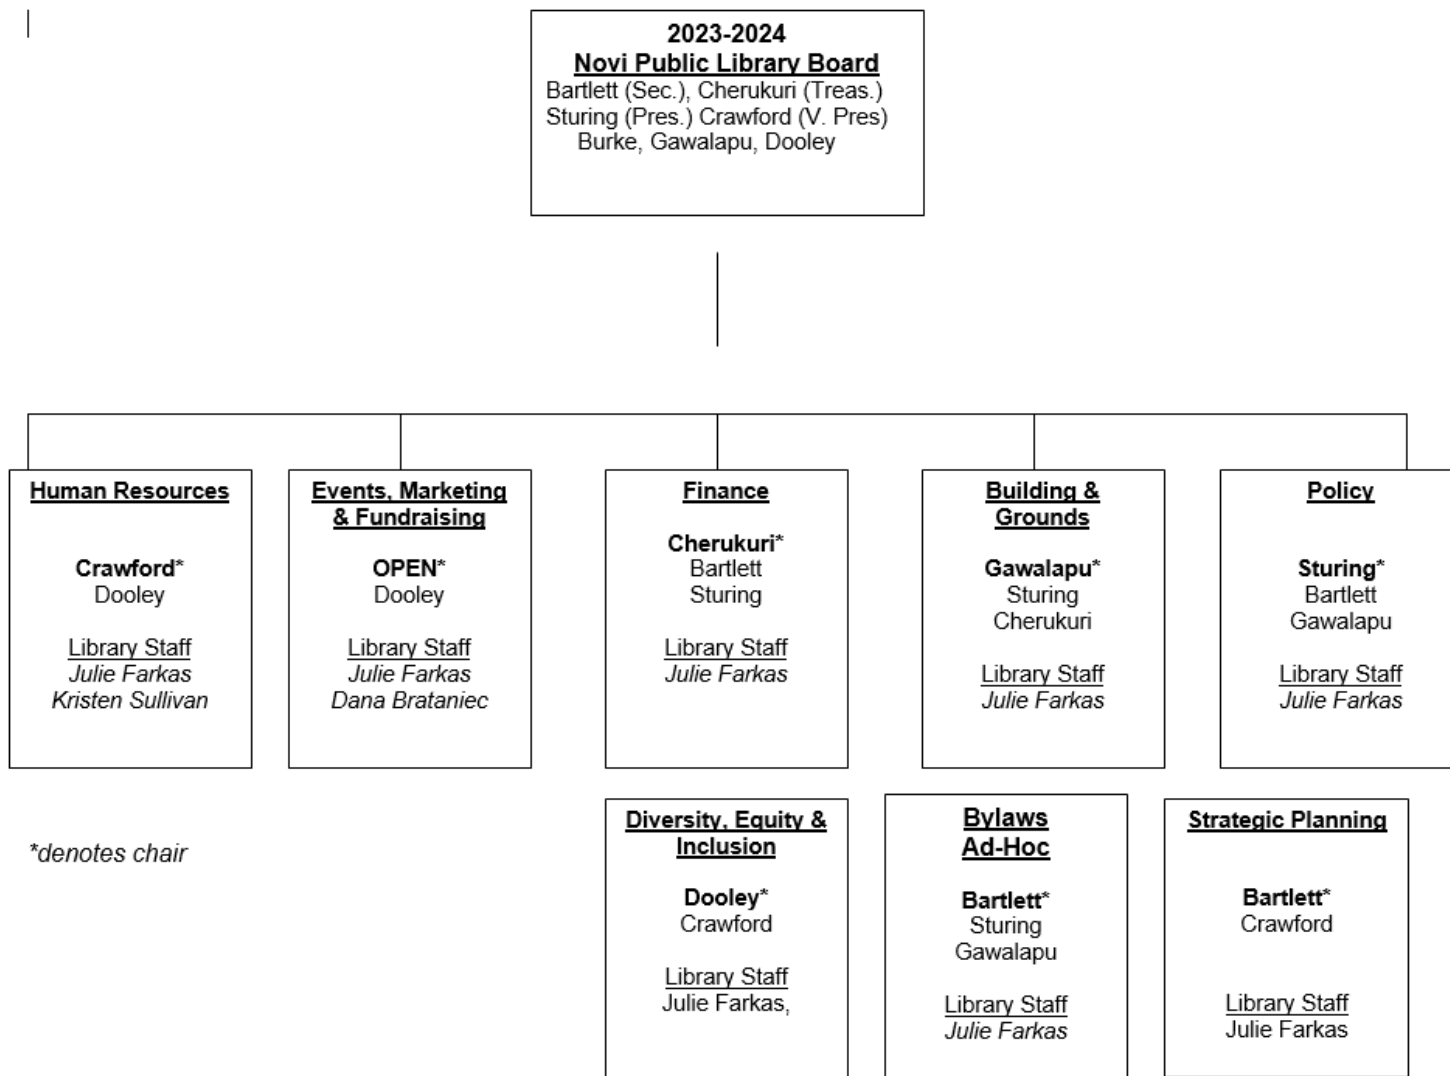 2023-2024
Novi Public Library Board
Bartlett (Sec.), Cherukuri (Treas.)
Sturing (Pres.) Crawford (V. Pres)
Burke, Gawalapu, Dooley
Human Resources
Crawford*
Dooley
Library Staff
Julie Farkas
Kristen Sullivan
Events, Marketing
& Fundraising
OPEN*
Dooley
Library Staff
Julie Farkas
Dana Brataniec
Finance
Cherukuri*
Bartlett
Sturing
Library Staff
Julie Farkas
Building &
Grounds
Gawalapu*
Sturing
Cherukuri
Library Staff
Julie Farkas
Policy
Sturing*
Bartlett
Gawalapu
Library Staff
Julie Farkas
*denotes chair
Diversity, Equity &
Inclusion
Dooley*
Crawford
Library Staff
Julie Farkas,
Bylaws
Ad-Hoc
Bartlett*
Sturing
Gawalapu
Library Staff
Julie Farkas
Strategic Planning
Bartlett*
Crawford
Library Staff
Julie Farkas